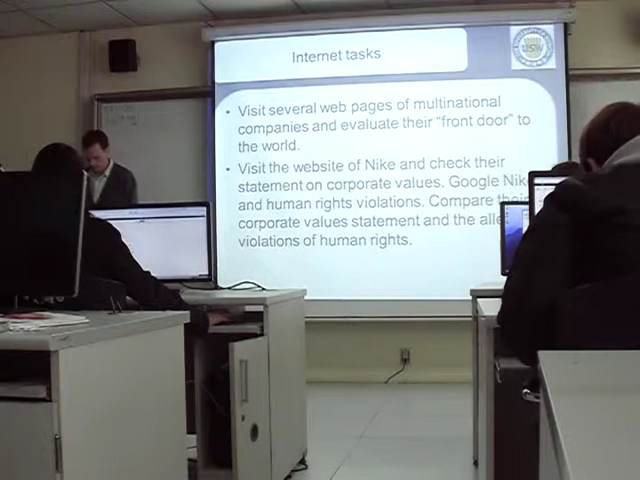 Internet tasks
USW
• Visit several web pages of multinational
companies and evaluate their "front door" to
the world.
• Visit the website of Nike and check their
statement on corporate values. Google Nik
and human rights violations. Compare their
corporate values statement and the alle
violations of human rights.